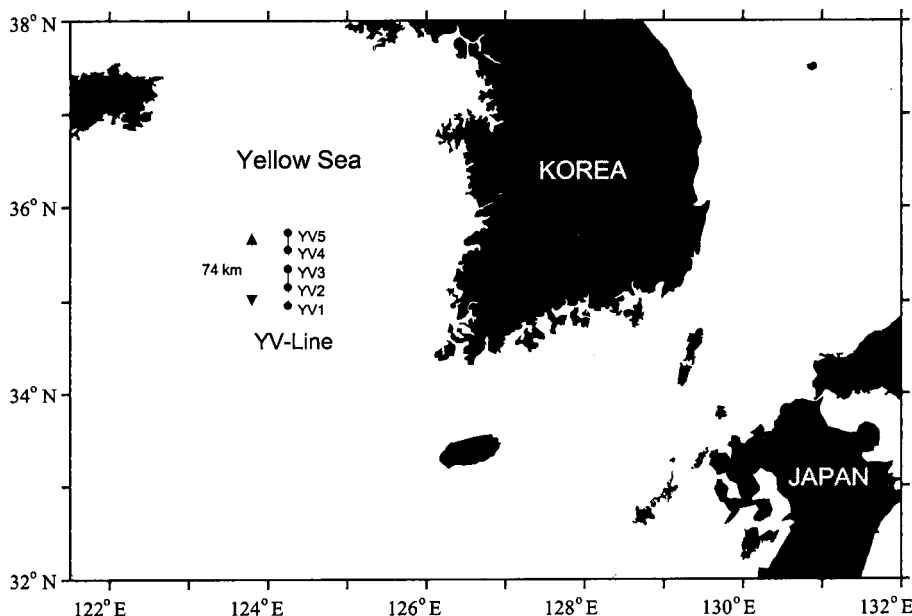 38° N
Yellow Sea
KOREA
36° N
YV5
YV4
74 km
YV3
YV2
YV1
YV-Line
34° N
JAPAN
32° N
122° E
124° E
126° E
128° E
130° E
132° E